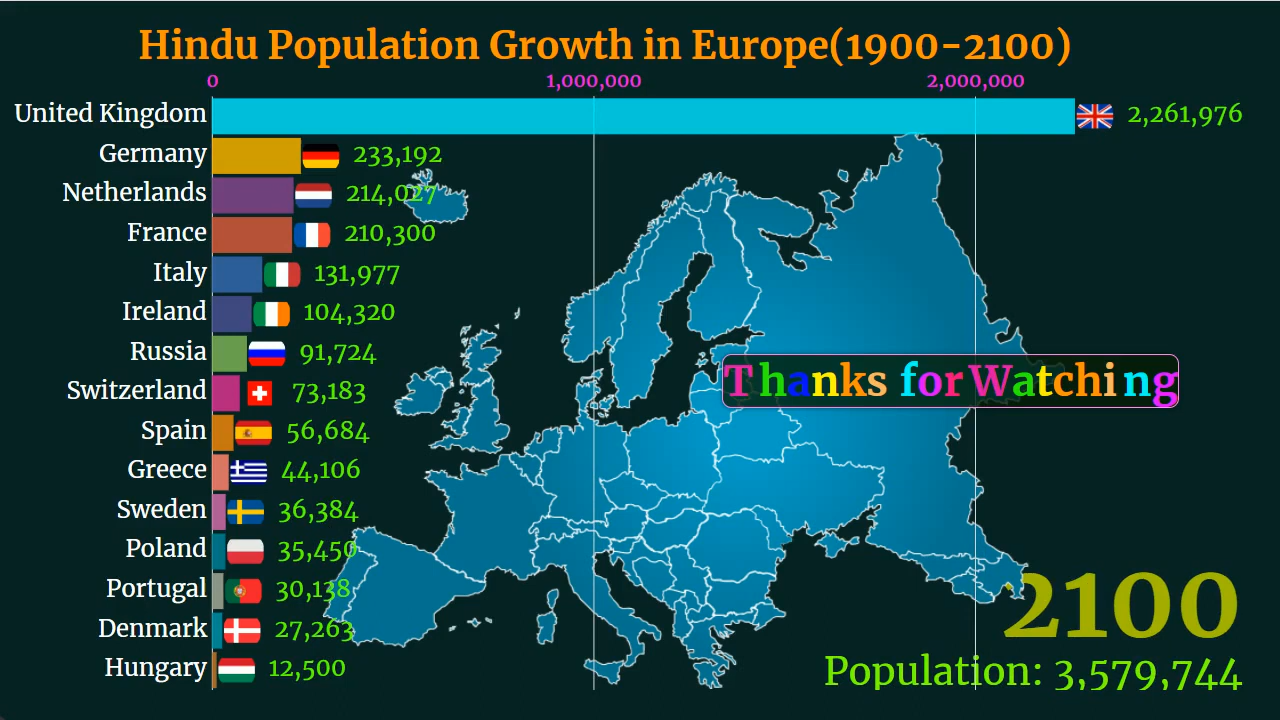 Hindu Population Growth in Europe(1900-2100)
0 1,000,000 2,000,000
United Kingdom 2,261,976
Germany 233,192
Netherlands 214,027
France 210,300
Italy 131,977
Ireland 104,320
Russia 91,724
Thanks for Watching
Switzerland 73,183
Spain 56,684
Greece 44,106
Sweden 36,384
Poland 35,450
Portugal 30,138
2100
Denmark 27,263
Hungary 12,500
Population: 3,579,744